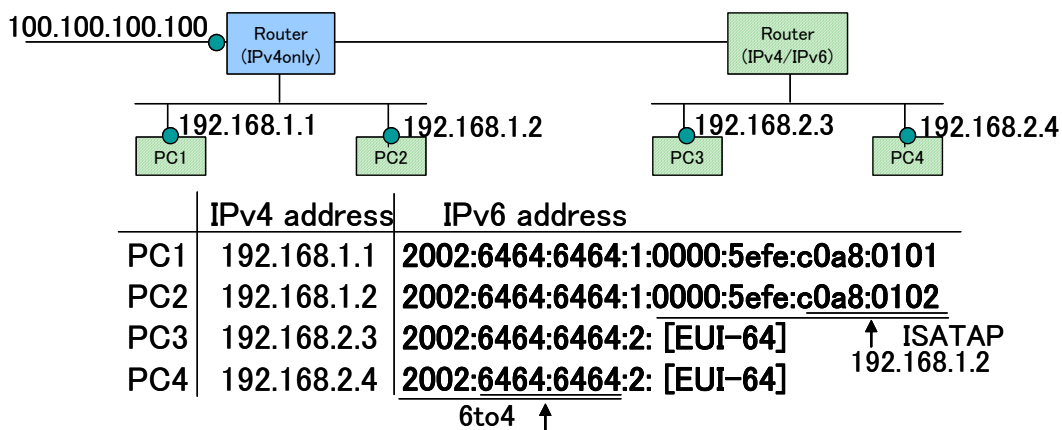 100.100.100.100
Router
(IPv4only)
Router
(IPv4/IPv6)
192.168.1.1
192.168.1.2
192.168.2.3
192.168.2.4
PC1
PC2
PC3
PC4
IPv4 address IPv6 address
PC1 192.168.1.1 2002:6464:6464:1:0000:5efe:c0a8:0101
PC2 192.168.1.2 2002:6464:6464:1:0000:5efe:c0a8:0102
PC3 192.168.2.3 2002:6464:6464:2: [EUI-64]
ISATAP
192.168.1.2
PC4 192.168.2.4 2002:6464:6464:2: [EUI-64]
6to4